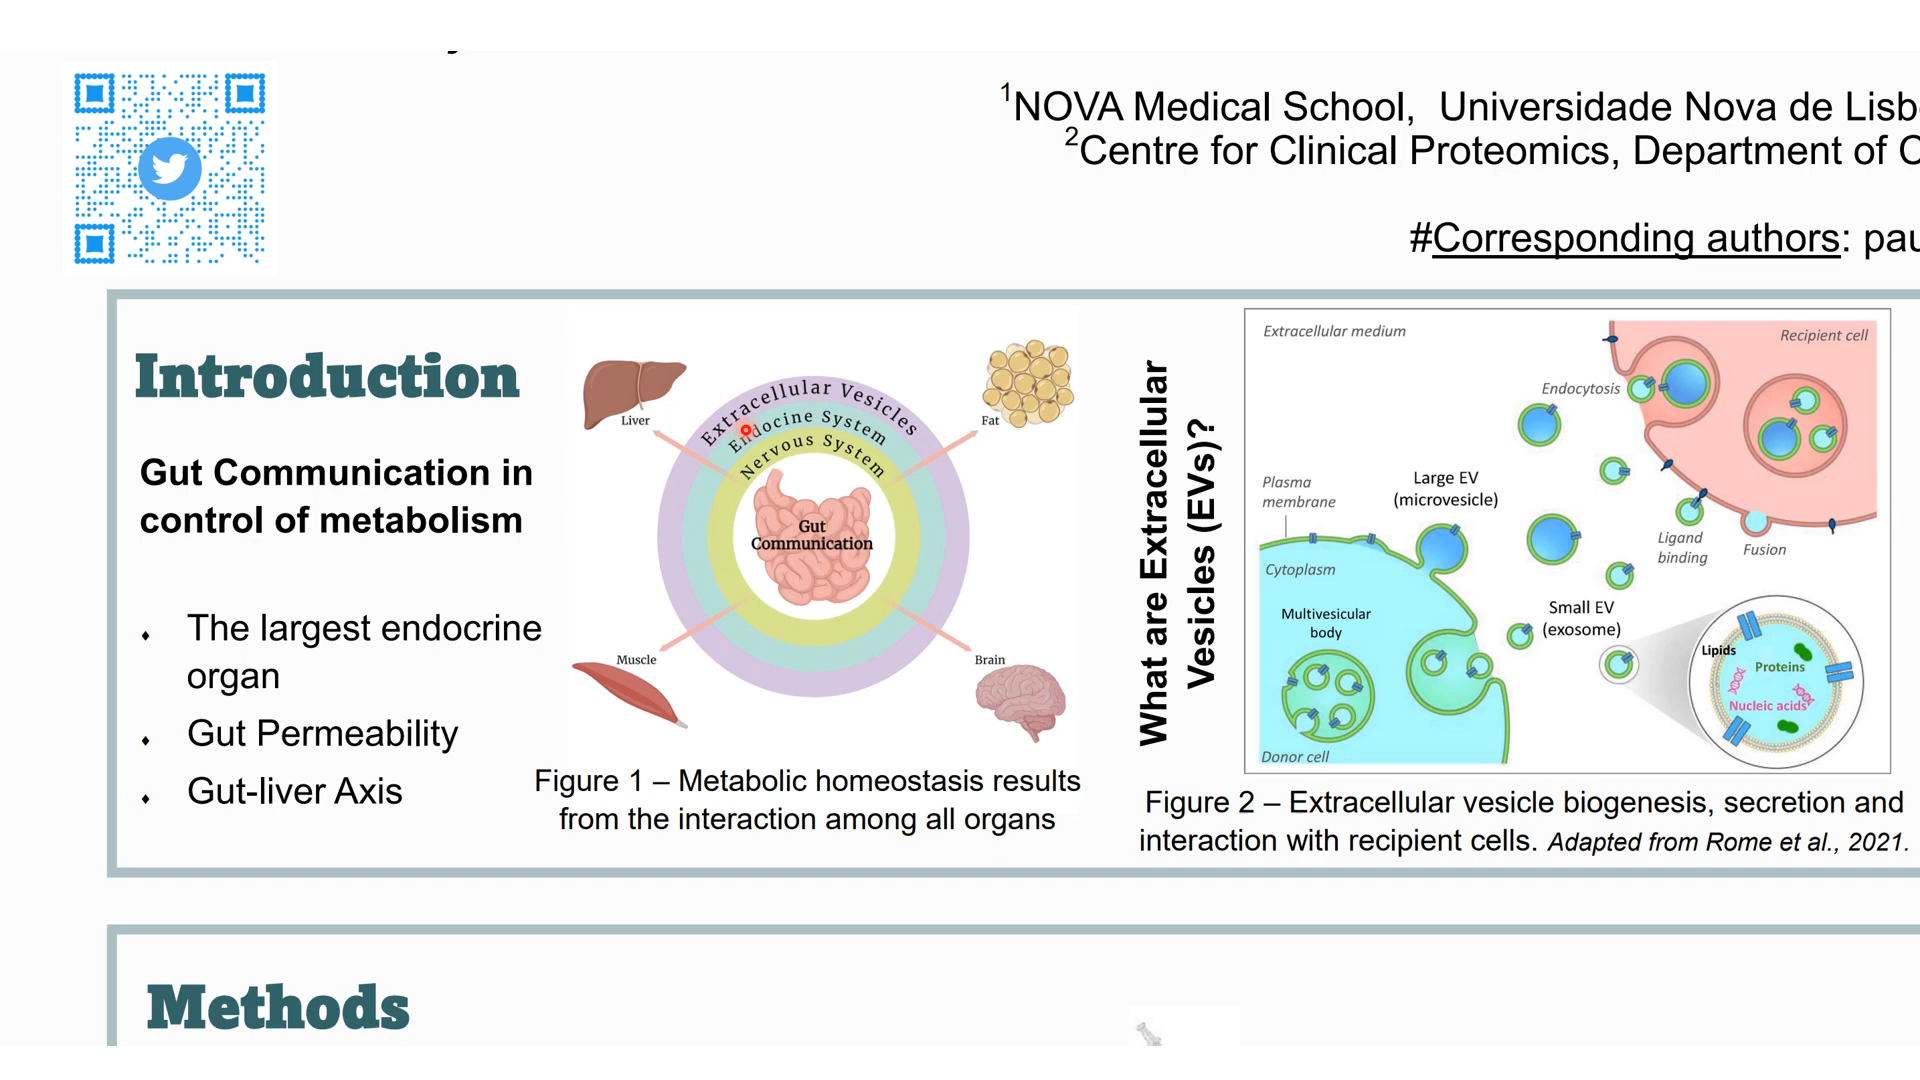 ¹NOVA Medical School, Universidade Nova de Lisb
²Centre for Clinical Proteomics, Department of
#Corresponding authors: pau
Introduction
Gut Communication in
control of metabolism
The largest endocrine
organ
Gut Permeability
Gut-liver Axis
Liver
Fat
Extracellular Vesicles
Endocrine System
Nervous System
Gut
Communication
Muscle
Brain
Figure 1 – Metabolic homeostasis results
from the interaction among all organs
What are Extracellular
Vesicles (EVs)?
Extracellular medium
Recipient cell
Endocytosis
Plasma
membrane
Large EV
(microvesicle)
Ligand
binding
Fusion
Cytoplasm
Multivesicular
body
Small EV
(exosome)
Lipids
Proteins
Nucleic acids
Donor cell
Figure 2 – Extracellular vesicle biogenesis, secretion and
interaction with recipient cells. Adapted from Rome et al., 2021.
Methods